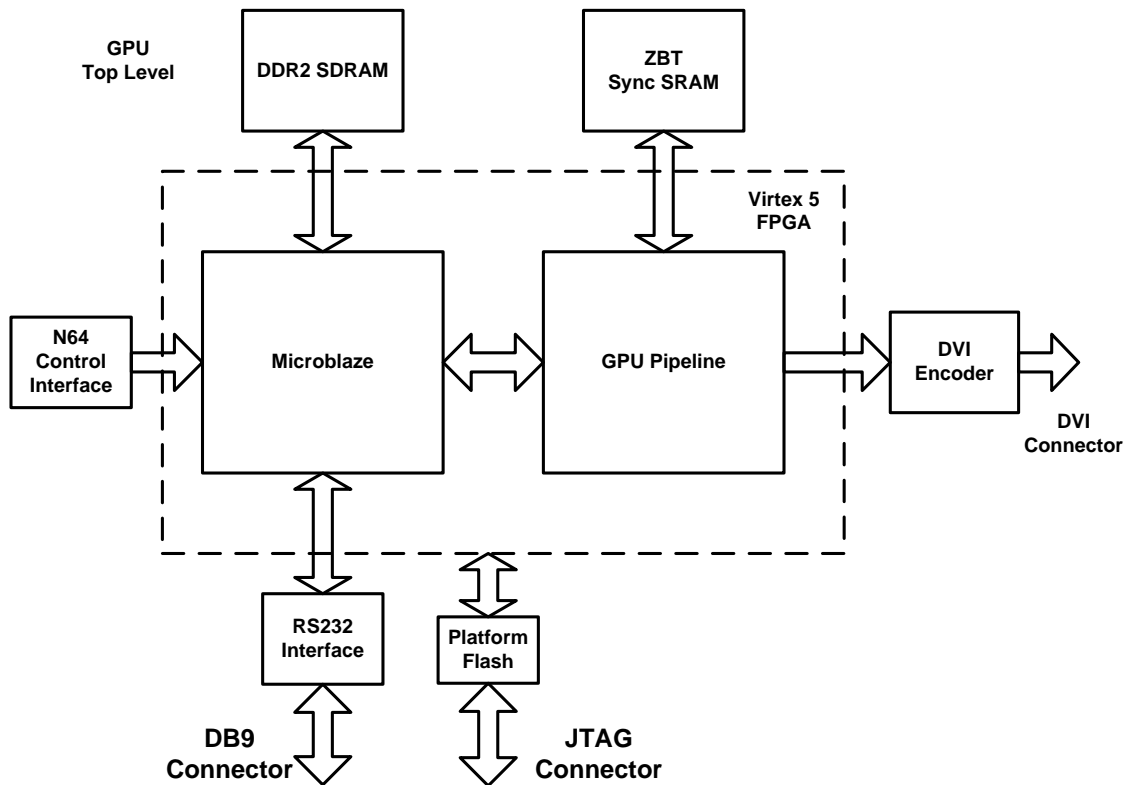 GPU
Top Level
DDR2 SDRAM
ZBT
Sync SRAM
Virtex 5
FPGA
N64
Control
Interface
Microblaze
GPU Pipeline
DVI
Encoder
DVI
Connector
RS232
Interface
Platform
Flash
DB9
Connector
JTAG
Connector